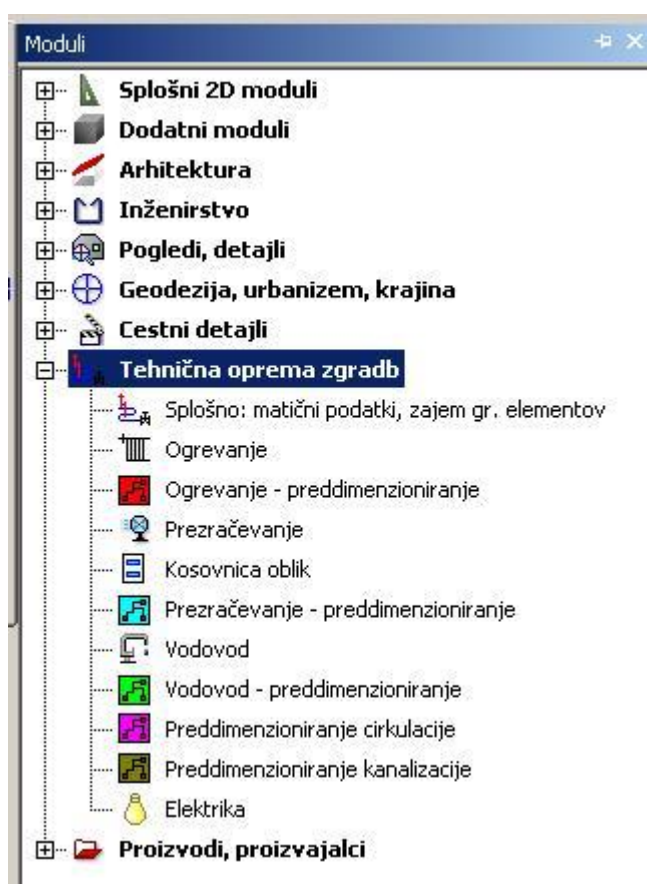 Moduli
Splošni 2D moduli
Dodatni moduli
Arhitektura
Inženirstvo
Pogledi, detajli
Geodezija, urbanizem, krajina
Cestni detajli
Tehnična oprema zgradb
Splošno: matični podatki, zajem gr. elementov
Ogrevanje
Ogrevanje - preddimenzioniranje
Prezračevanje
Kosovnica oblik
Prezračevanje - preddimenzioniranje
Vodovod
Vodovod - preddimenzioniranje
Preddimenzioniranje cirkulacije
Preddimenzioniranje kanalizacije
Elektrika
Proizvodi, proizvajalci